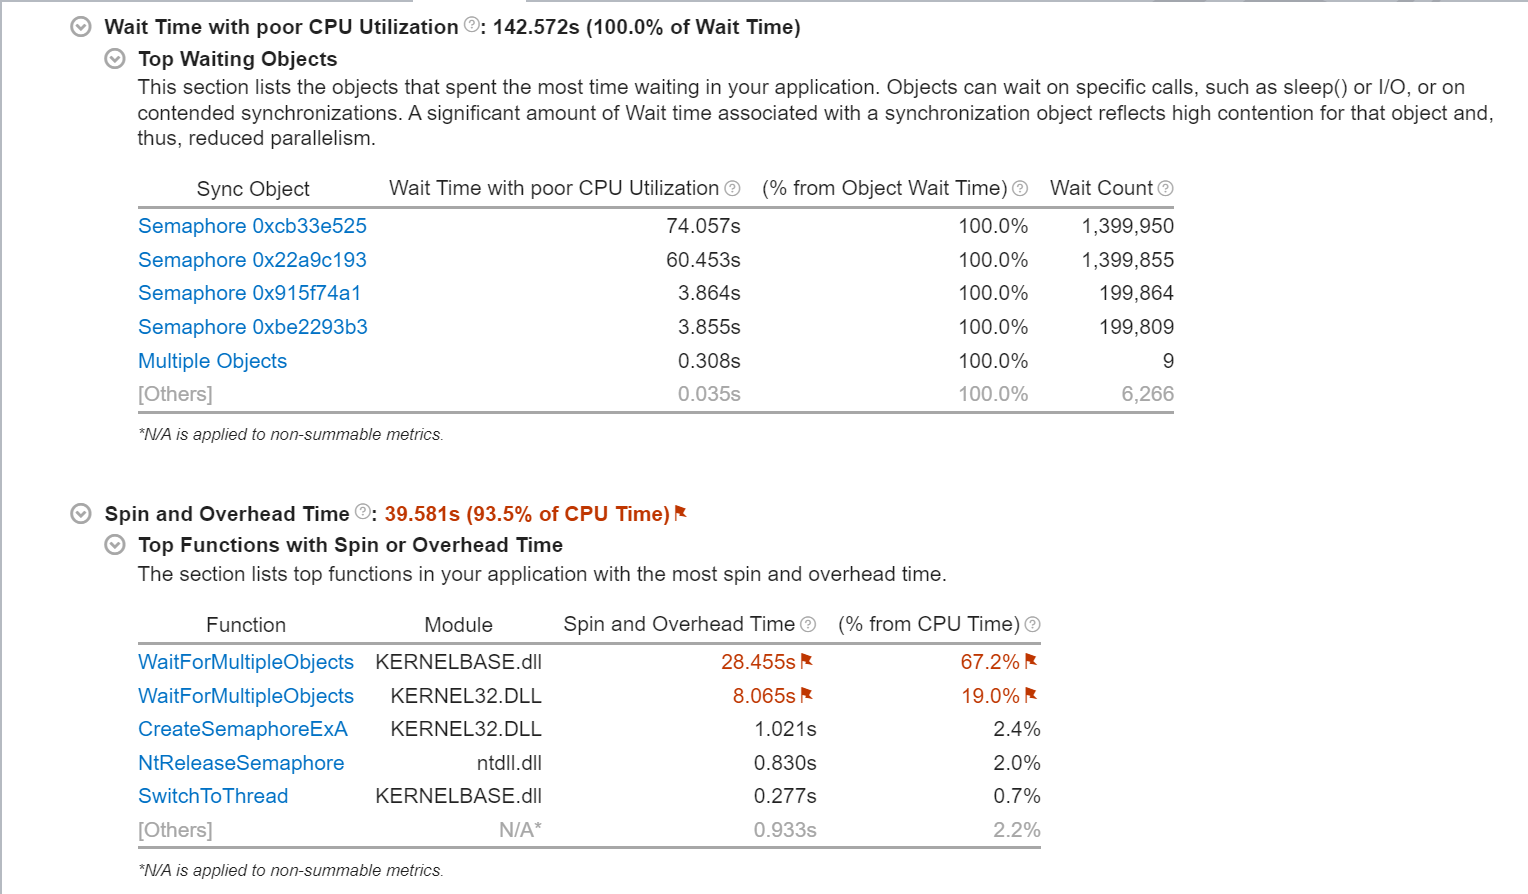 Wait Time with poor CPU Utilization : 142.572s (100.0% of Wait Time)
Top Waiting Objects
This section lists the objects that spent the most time waiting in your application. Objects can wait on specific calls, such as sleep() or I/O, or on
contended synchronizations. A significant amount of Wait time associated with a synchronization object reflects high contention for that object and,
thus, reduced parallelism.
Sync Object Wait Time with poor CPU Utilization (% from Object Wait Time) Wait Count
Semaphore 0xcb33e525 74.057s 100.0% 1,399,950
Semaphore 0x22a9c193 60.453s 100.0% 1,399,855
Semaphore 0x915f74a1 3.864s 100.0% 199,864
Semaphore 0xbe2293b3 3.855s 100.0% 199,809
Multiple Objects 0.308s 100.0% 9
[Others] 0.035s 100.0% 6,266
*N/A is applied to non-summable metrics.
Spin and Overhead Time : 39.581s (93.5% of CPU Time)
Top Functions with Spin or Overhead Time
The section lists top functions in your application with the most spin and overhead time.
Function Module Spin and Overhead Time (% from CPU Time)
WaitForMultipleObjects KERNELBASE.dll 28.455s 67.2%
WaitForMultipleObjects KERNEL32.DLL 8.065s 19.0%
CreateSemaphoreExA KERNEL32.DLL 1.021s 2.4%
NtReleaseSemaphore ntdll.dll 0.830s 2.0%
SwitchToThread KERNELBASE.dll 0.277s 0.7%
[Others] N/A* 0.933s 2.2%
*N/A is applied to non-summable metrics.